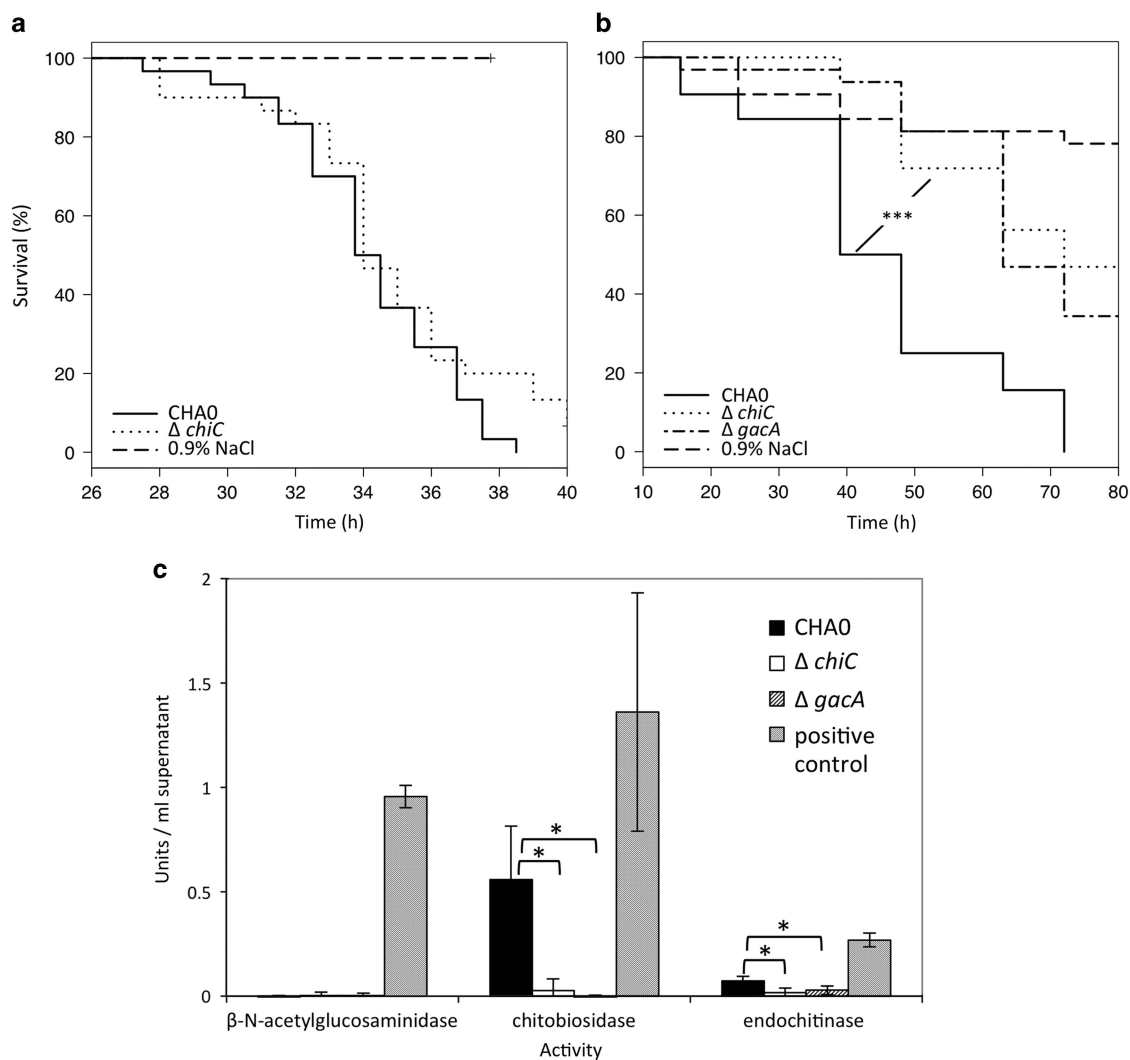 a
100
80
60
40
20
0
Survival (%)
CHA0
Δ chiC
0.9% NaCl
26 28 30 32 34 36 38 40
Time (h)
b
100
80
60
40
20
0
***
CHA0
Δ chiC
Δ gacA
0.9% NaCl
10 20 30 40 50 60 70 80
Time (h)
c
2
1.5
1
0.5
0
Units / ml supernatant
CHA0
Δ chiC
Δ gacA
positive
control
*
*
*
*
β-N-acetylglucosaminidase chitobiosidase endochitinase
Activity